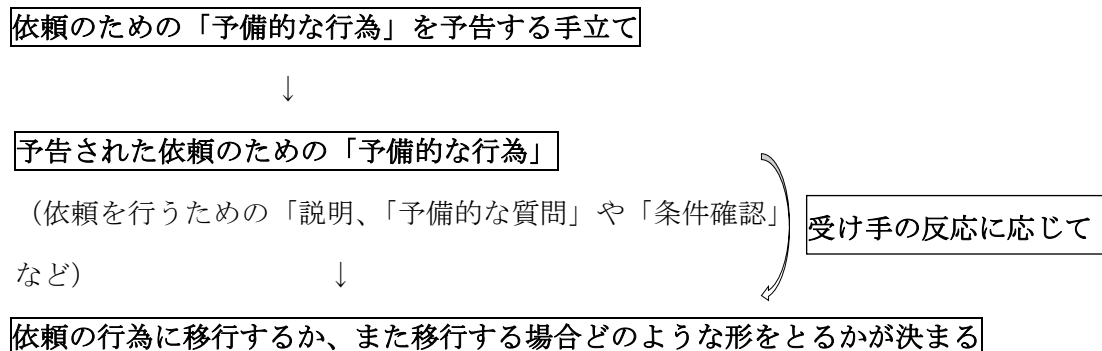 依頼のための「予備的な行為」を予告する手立て
↓
予告された依頼のための「予備的な行為」
（依頼を行うための「説明、「予備的な質問」や「条件確認」
受け手の反応に応じて
など） ↓
依頼の行為に移行するか、また移行する場合どのような形をとるかが決まる